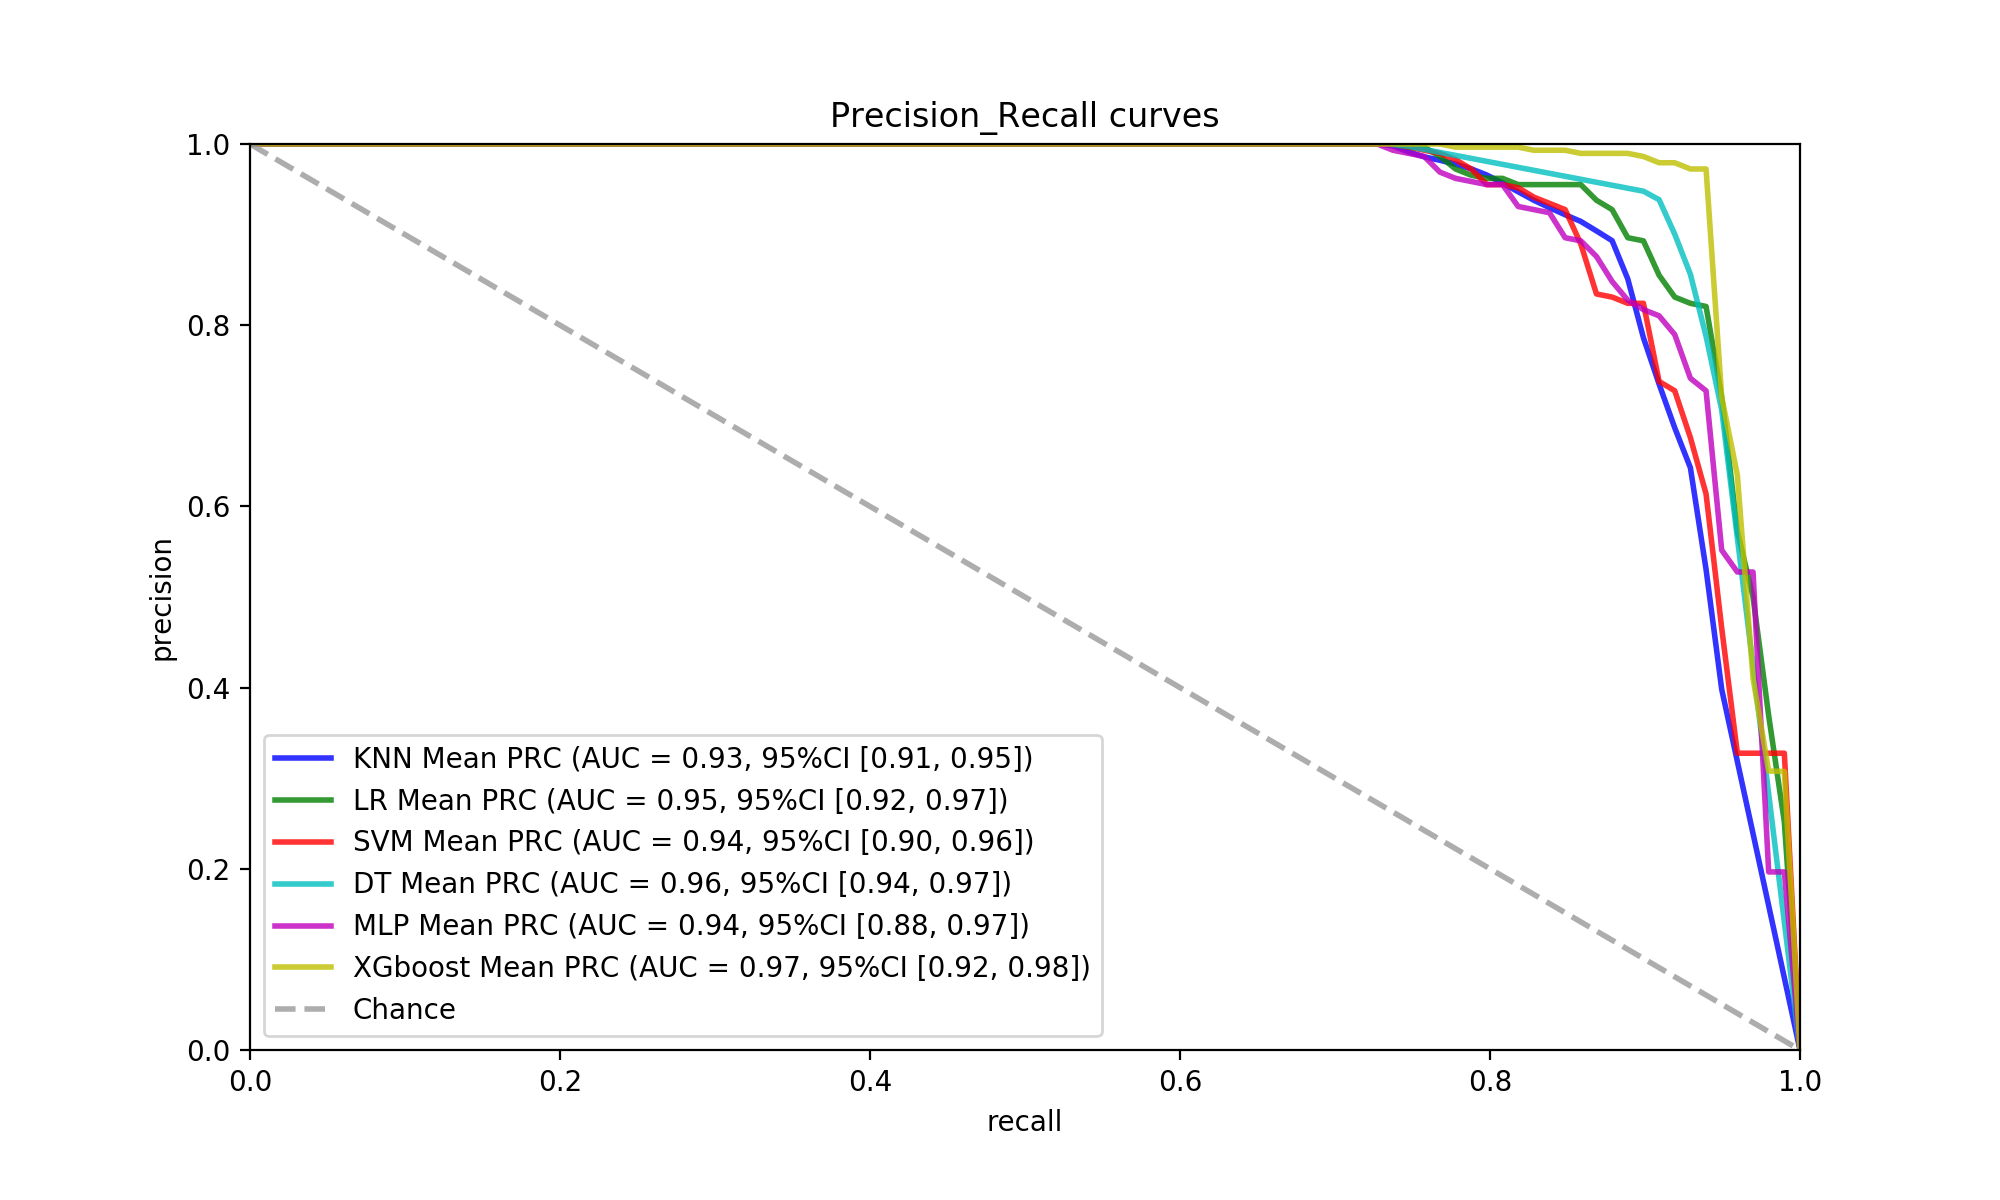 Precision_Recall curves
1.0
0.8
0.6
0.4
0.2
0.0
precision
KNN Mean PRC (AUC = 0.93, 95%CI [0.91, 0.95])
LR Mean PRC (AUC = 0.95, 95%CI [0.92, 0.97])
SVM Mean PRC (AUC = 0.94, 95%CI [0.90, 0.96])
DT Mean PRC (AUC = 0.96, 95%CI [0.94, 0.97])
MLP Mean PRC (AUC = 0.94, 95%CI [0.88, 0.97])
XGboost Mean PRC (AUC = 0.97, 95%CI [0.92, 0.98])
Chance
0.0 0.2 0.4 0.6 0.8 1.0
recall